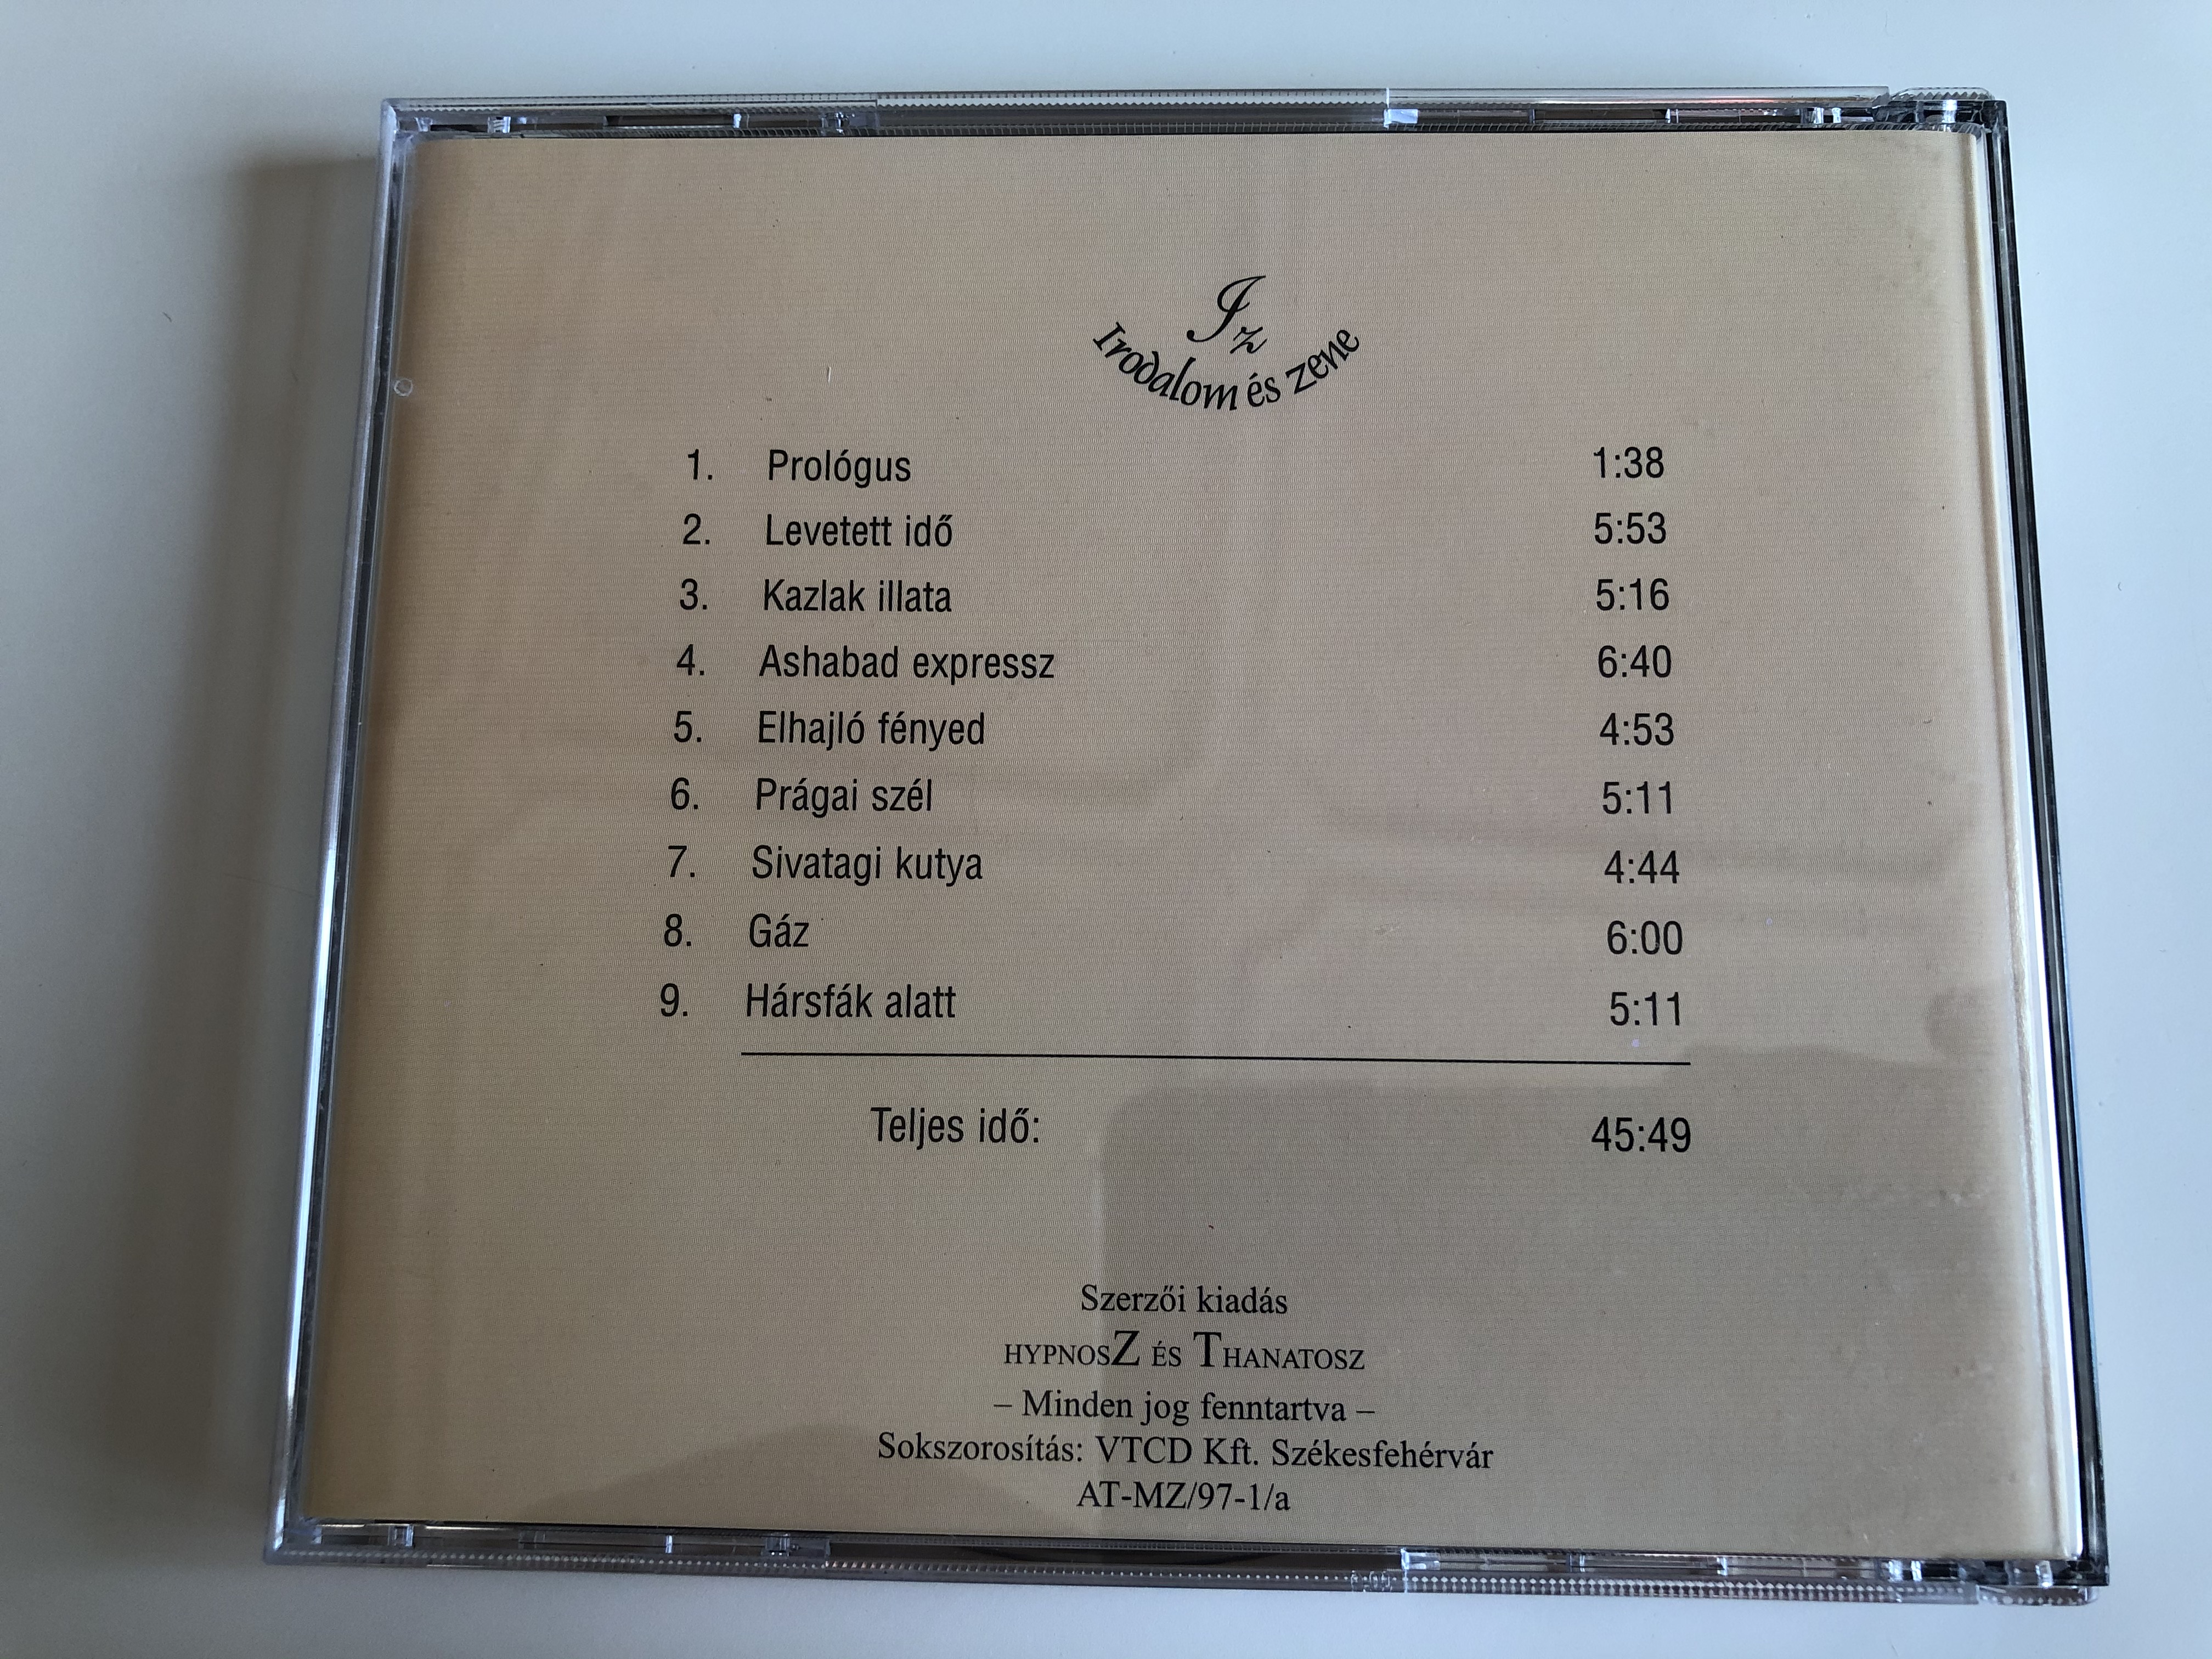 Iz
Irodalom és zene
1. Prológus 1:38
2. Levetett idő 5:53
3. Kazlak illata 5:16
4. Ashabad expressz 6:40
5. Elhajló fényed 4:53
6. Prágai szél 5:11
7. Sivatagi kutya 4:44
8. Gáz 6:00
9. Hársfák alatt 5:11
Teljes idő: 45:49
Szerzői kiadás
HYPNOSZ ÉS THANATOSZ
– Minden jog fenntartva –
Sokszorosítás: VTCD Kft. Székesfehérvár
AT-MZ/97-1/a